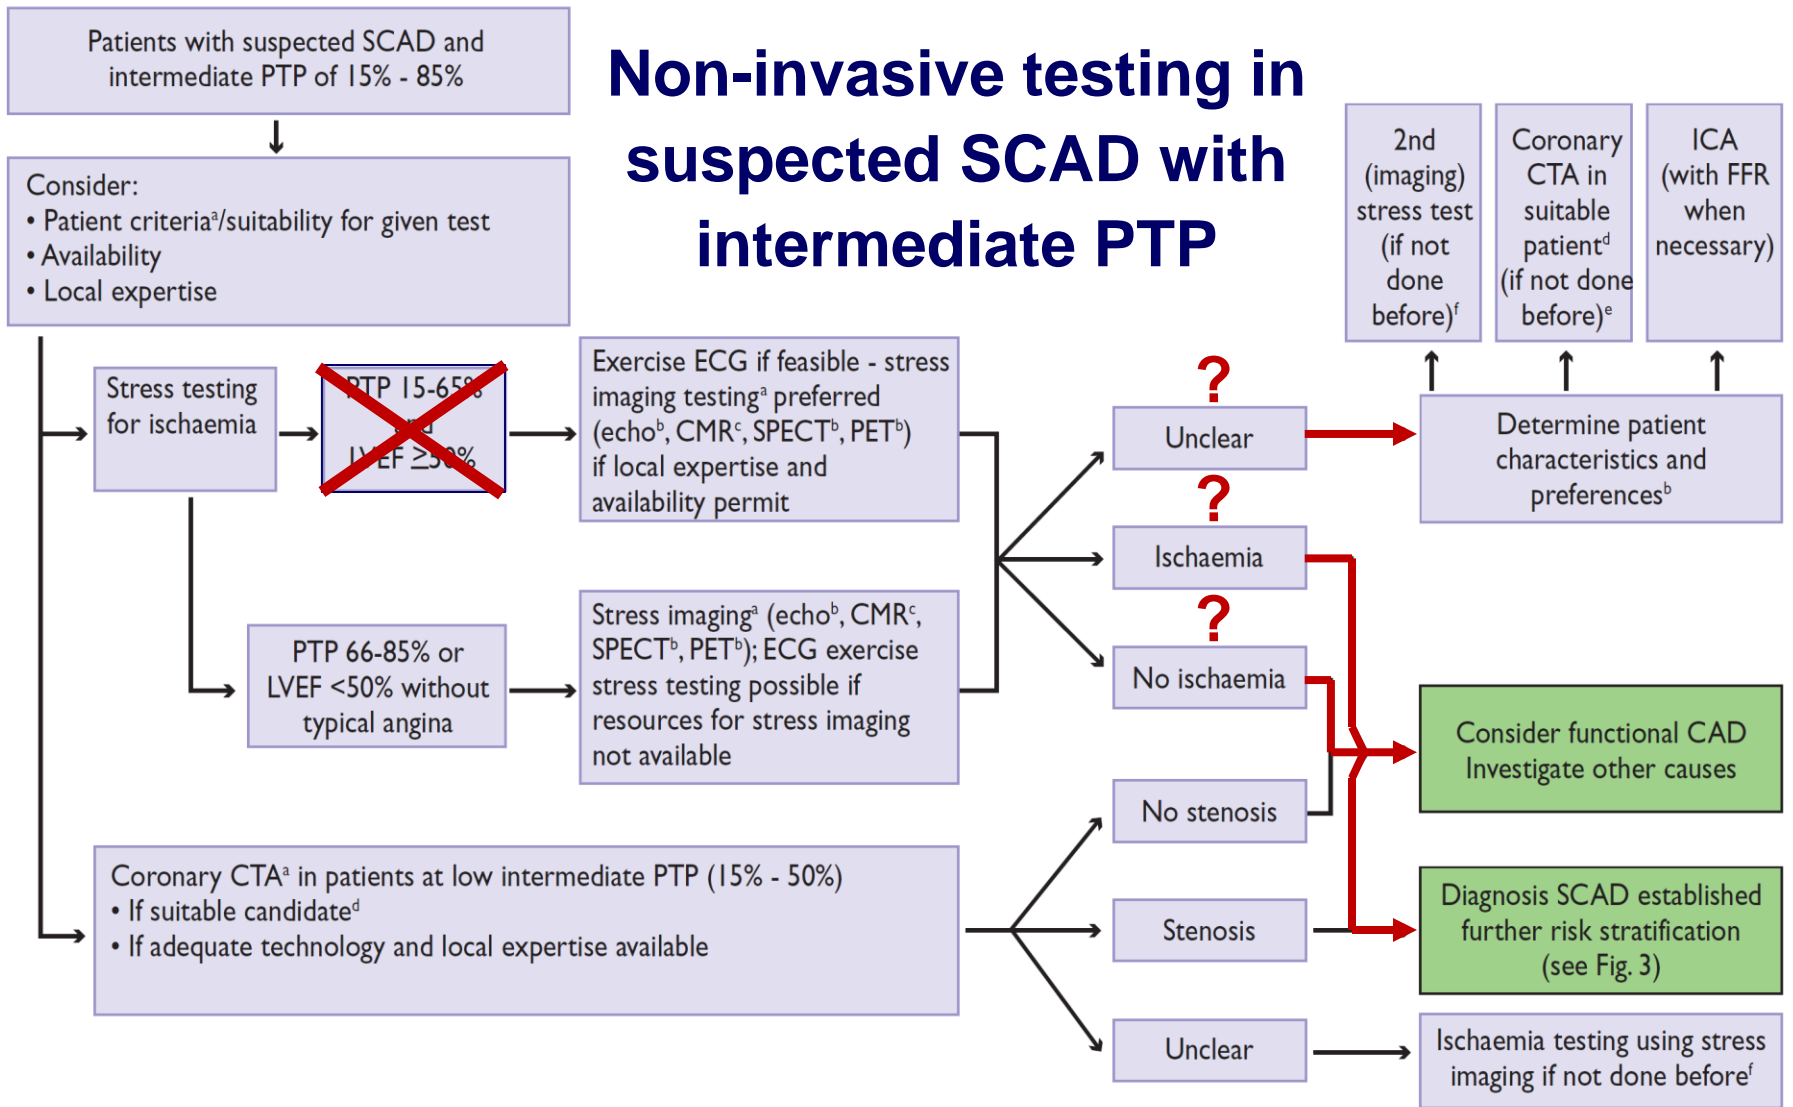 Patients with suspected SCAD and
intermediate PTP of 15% - 85%
Non-invasive testing in
suspected SCAD with
intermediate PTP
Consider:
• Patient criteriaᵃ/suitability for given test
• Availability
• Local expertise
2nd
(imaging)
stress test
(if not
done
before)ᶠ
Coronary
CTA in
suitable
patientᵈ
(if not done
before)ᵉ
ICA
(with FFR
when
necessary)
Stress testing
for ischaemia
PTP 15-65%
and
LVEF ≥50%
Exercise ECG if feasible - stress
imaging testingᵃ preferred
(echoᵇ, CMRᶜ, SPECTᵇ, PETᵇ)
if local expertise and
availability permit
?
Unclear
Determine patient
characteristics and
preferencesᵇ
?
Ischaemia
?
No ischaemia
PTP 66-85% or
LVEF <50% without
typical angina
Stress imagingᵃ (echoᵇ, CMRᶜ,
SPECTᵇ, PETᵇ); ECG exercise
stress testing possible if
resources for stress imaging
not available
Consider functional CAD
Investigate other causes
No stenosis
Coronary CTAᵃ in patients at low intermediate PTP (15% - 50%)
• If suitable candidateᵈ
• If adequate technology and local expertise available
Stenosis
Diagnosis SCAD established
further risk stratification
(see Fig. 3)
Unclear
Ischaemia testing using stress
imaging if not done beforeᶠ